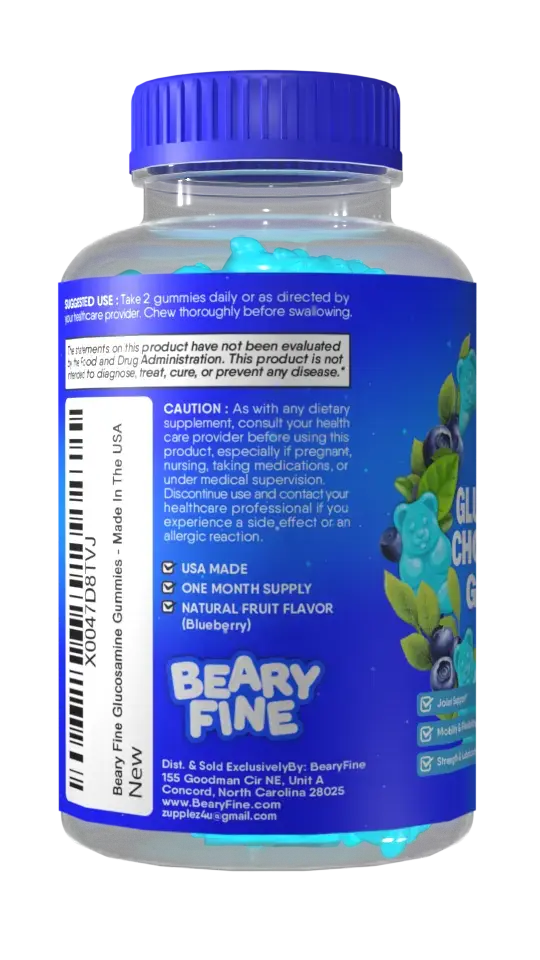 SUGGESTED USE : Take 2 gummies daily or as directed by
your healthcare provider. Chew thoroughly before swallowing.
The statements on this product have not been evaluated
by the Food and Drug Administration. This product is not
intended to diagnose, treat, cure, or prevent any disease.*
CAUTION : As with any dietary
supplement, consult your health
care provider before using this
product, especially if pregnant,
nursing, taking medications, or
under medical supervision.
Discontinue use and contact your
healthcare professional if you
experience a side effect or an
allergic reaction.
USA MADE
ONE MONTH SUPPLY
NATURAL FRUIT FLAVOR
(Blueberry)
BEARY
FINE
Dist. & Sold ExclusivelyBy: BearyFine
155 Goodman Cir NE, Unit A
Concord, North Carolina 28025
www.BearyFine.com
zupplez4u@gmail.com
X0047D8TVJ
Beary Fine Glucosamine Gummies - Made In The USA
New
GLU
CHO
G
Joint Support
Mobility &
Strength &